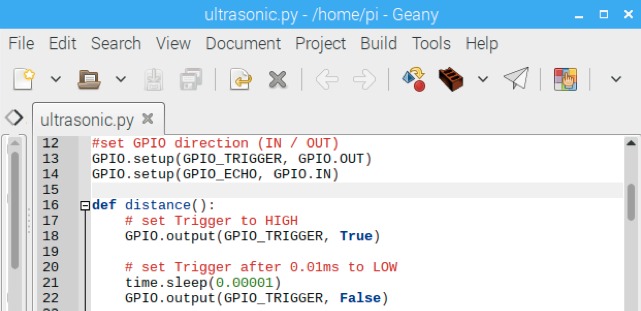 ultrasonic.py - /home/pi - Geany
File Edit Search View Document Project Build Tools Help
ultrasonic.py
12 #set GPIO direction (IN / OUT)
13 GPIO.setup(GPIO_TRIGGER, GPIO.OUT)
14 GPIO.setup(GPIO_ECHO, GPIO.IN)
15
16 def distance():
17     # set Trigger to HIGH
18     GPIO.output(GPIO_TRIGGER, True)
19
20     # set Trigger after 0.01ms to LOW
21     time.sleep(0.00001)
22     GPIO.output(GPIO_TRIGGER, False)